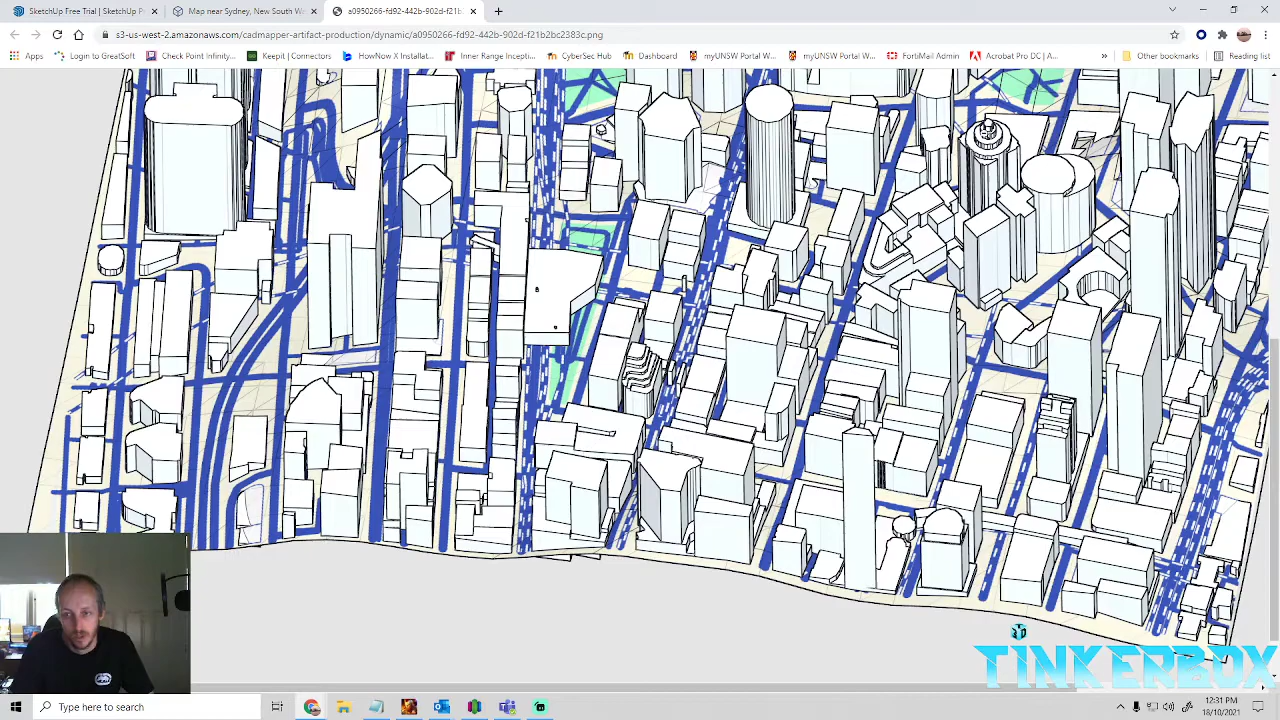 SketchUp Free Trial | SketchUp P
Map near Sydney, New South We
a0950266-fd92-442b-902d-f21b
s3-us-west-2.amazonaws.com/cadmapper-artifact-production/dynamic/a0950266-fd92-442b-902d-f21b2bc2383c.png
Apps
Login to GreatSoft
Check Point Infinity...
Keepit | Connectors
HowNow X Installat...
Inner Range Incepti...
CyberSec Hub
Dashboard
myUNSW Portal W...
myUNSW Portal W...
FortiMail Admin
Acrobat Pro DC | A...
»
Other bookmarks
Reading list
TINKERBOX
Type here to search
12:31 PM
18/10/2021